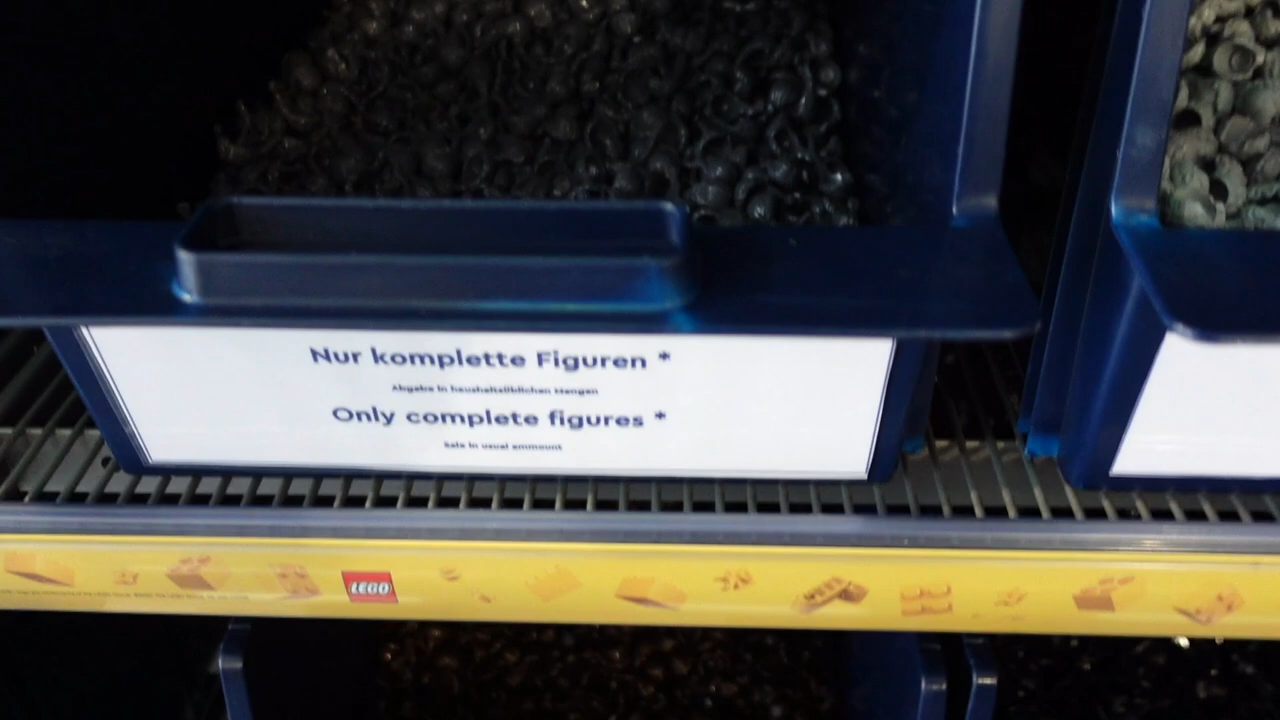 Nur komplette Figuren *
Abgabe in haushaltsüblichen Mengen
Only complete figures *
Sale in usual ammount
LEGO